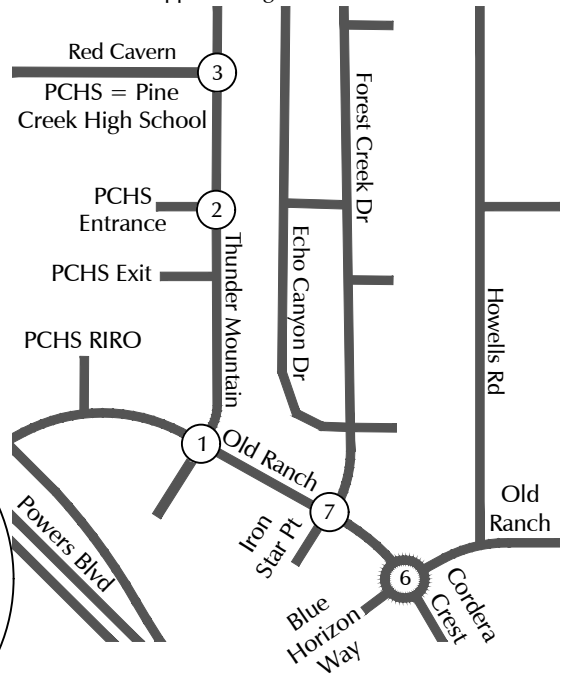 Red Cavern
3
PCHS = Pine
Creek High School
PCHS
Entrance
2
PCHS Exit
Thunder Mountain
Echo Canyon Dr
Forest Creek Dr
Howells Rd
PCHS RIRO
1
Old Ranch
7
Iron
Star Pt
Old
Ranch
6
Powers Blvd
Blue
Horizon
Way
Cordera
Crest